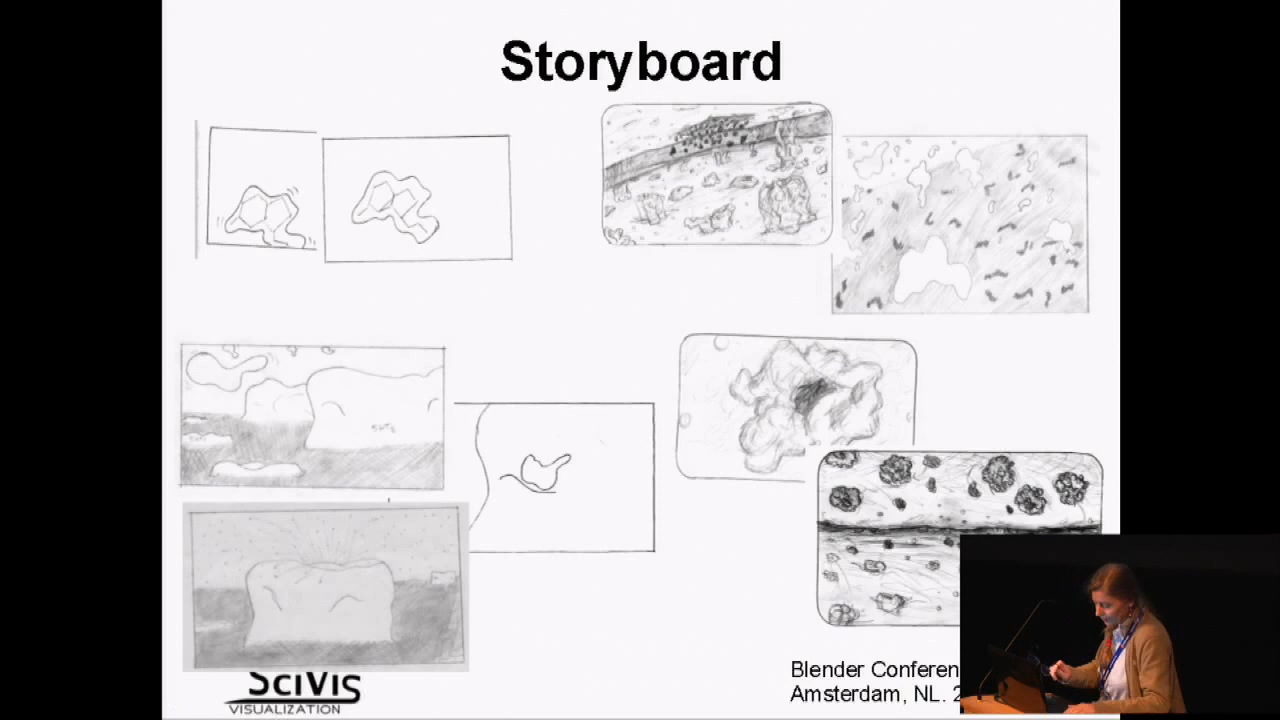 Storyboard
SciVis
VISUALIZATION
Blender Conferen
Amsterdam, NL. 2